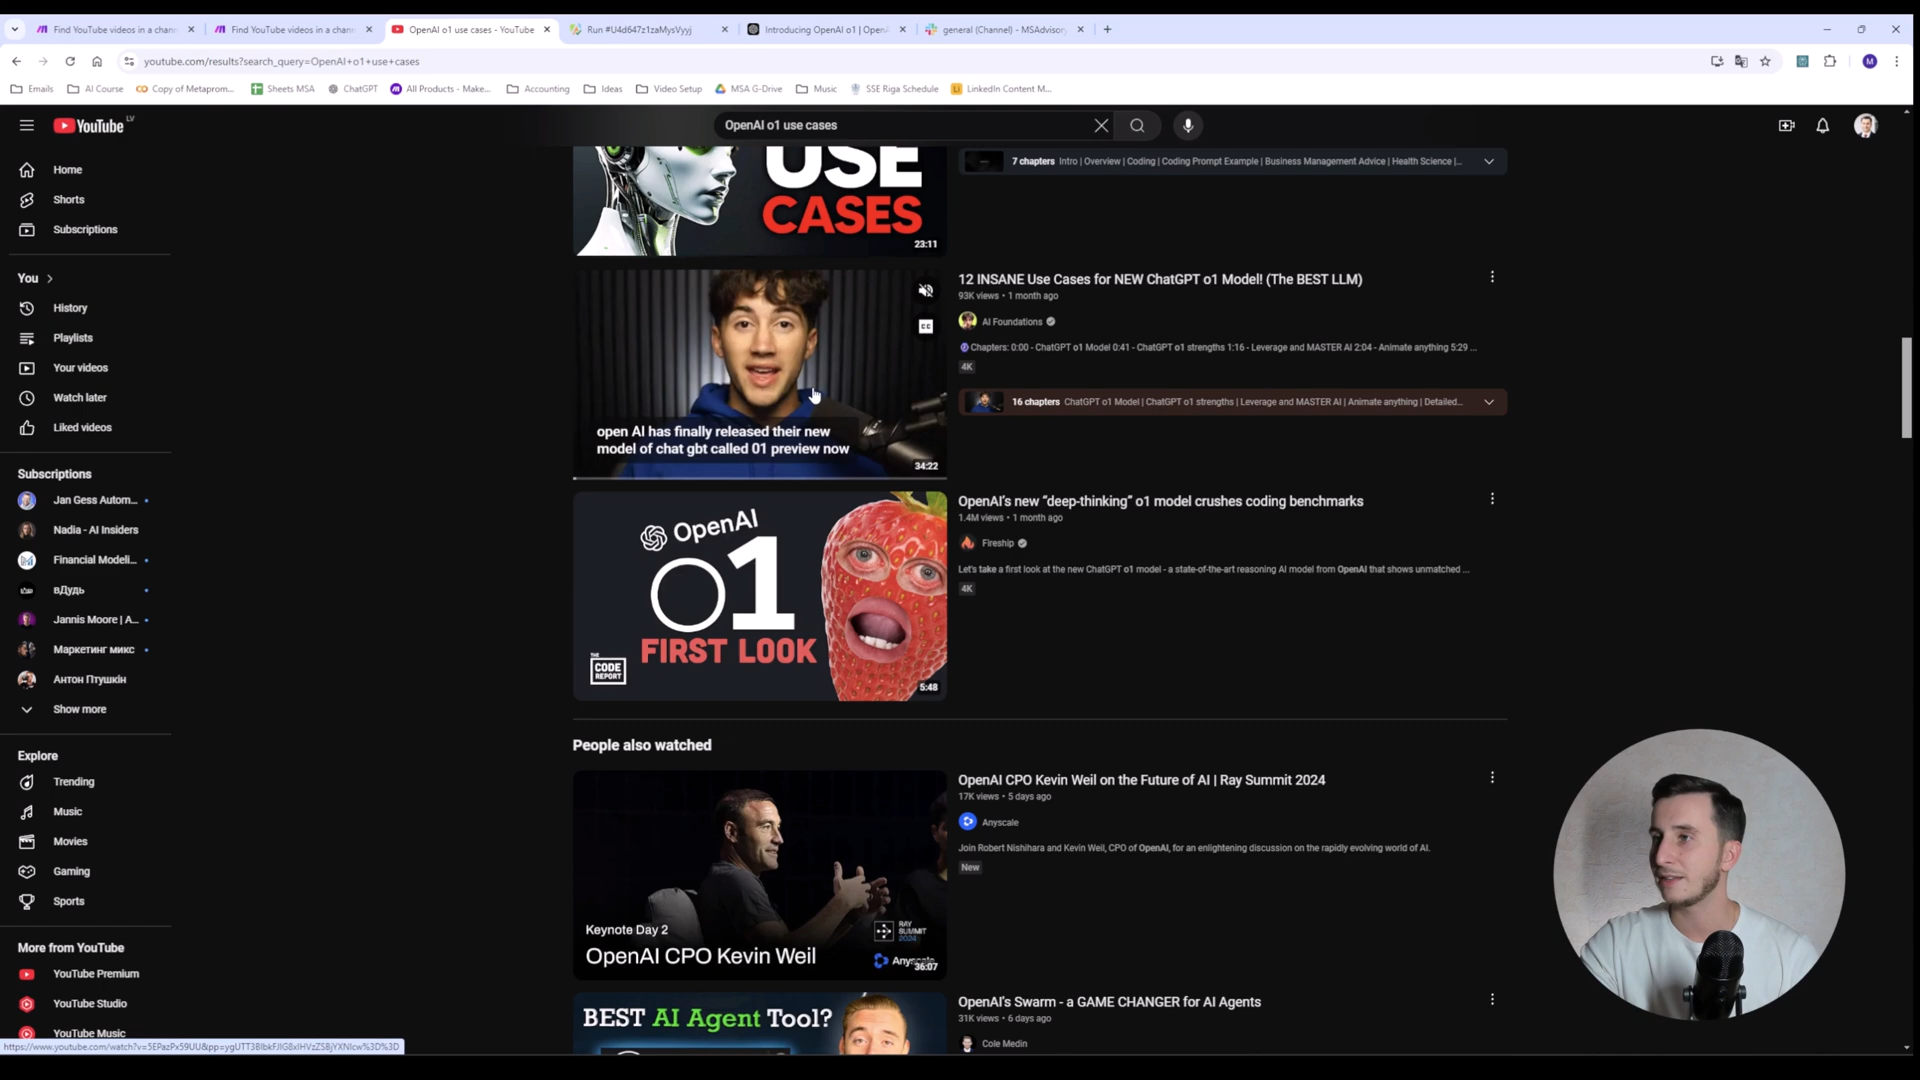 Find YouTube videos in a chann
Find YouTube videos in a chann
OpenAI o1 use cases - YouTube
Run #U4d647z1zaMysVyyj
Introducing OpenAI o1 | OpenA
general (Channel) - MSAdvisory
youtube.com/results?search_query=OpenAI+o1+use+cases
Emails
AI Course
Copy of Metaprom...
Sheets MSA
ChatGPT
All Products - Make...
Accounting
Ideas
Video Setup
MSA G-Drive
Music
SSE Riga Schedule
LinkedIn Content M...
YouTube
LV
OpenAI o1 use cases
Home
Shorts
Subscriptions
You
History
Playlists
Your videos
Watch later
Liked videos
Subscriptions
Jan Gess Autom...
Nadia - AI Insiders
Financial Modeli...
вДудь
Jannis Moore | A...
Маркетинг микс
Антон Птушкін
Show more
Explore
Trending
Music
Movies
Gaming
Sports
More from YouTube
YouTube Premium
YouTube Studio
YouTube Music
USE
CASES
23:11
7 chapters Intro | Overview | Coding | Coding Prompt Example | Business Management Advice | Health Science |...
CC
open AI has finally released their new
model of chat gbt called 01 preview now
34:22
12 INSANE Use Cases for NEW ChatGPT o1 Model! (The BEST LLM)
93K views • 1 month ago
AI Foundations
Chapters: 0:00 - ChatGPT o1 Model 0:41 - ChatGPT o1 strengths 1:16 - Leverage and MASTER AI 2:04 - Animate anything 5:29 ...
4K
16 chapters ChatGPT o1 Model | ChatGPT o1 strengths | Leverage and MASTER AI | Animate anything | Detailed...
OpenAI
o1
FIRST LOOK
THE
CODE
REPORT
5:48
OpenAI's new “deep-thinking” o1 model crushes coding benchmarks
1.4M views • 1 month ago
Fireship
Let's take a first look at the new ChatGPT o1 model - a state-of-the-art reasoning AI model from OpenAI that shows unmatched ...
4K
People also watched
Keynote Day 2
OpenAI CPO Kevin Weil
RAY
SUMMIT
2024
36:07
OpenAI CPO Kevin Weil on the Future of AI | Ray Summit 2024
17K views • 5 days ago
Anyscale
Join Robert Nishihara and Kevin Weil, CPO of OpenAI, for an enlightening discussion on the rapidly evolving world of AI.
New
BEST AI Agent Tool?
OpenAI's Swarm - a GAME CHANGER for AI Agents
31K views • 6 days ago
Cole Medin